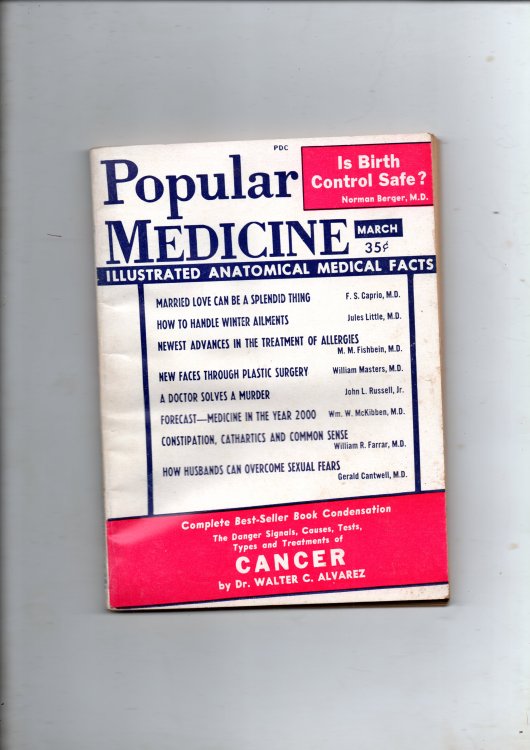 PDC
Popular
MEDICINE
Is Birth
Control Safe?
Norman Berger, M.D.
MARCH
35¢
ILLUSTRATED ANATOMICAL MEDICAL FACTS
MARRIED LOVE CAN BE A SPLENDID THING F. S. Caprio, M.D.
HOW TO HANDLE WINTER AILMENTS Jules Little, M.D.
NEWEST ADVANCES IN THE TREATMENT OF ALLERGIES
M. M. Fishbein, M.D.
NEW FACES THROUGH PLASTIC SURGERY William Masters, M.D.
A DOCTOR SOLVES A MURDER John L. Russell, Jr.
FORECAST—MEDICINE IN THE YEAR 2000 Wm. W. McKibben, M.D.
CONSTIPATION, CATHARTICS AND COMMON SENSE
William R. Farrar, M.D.
HOW HUSBANDS CAN OVERCOME SEXUAL FEARS
Gerald Cantwell, M.D.
Complete Best-Seller Book Condensation
The Danger Signals, Causes, Tests,
Types and Treatments of
CANCER
by Dr. WALTER C. ALVAREZ